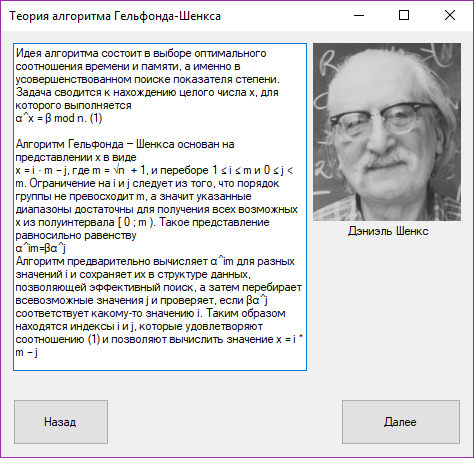 Теория алгоритма Гельфонда-Шенкса
Идея алгоритма состоит в выборе оптимального
соотношения времени и памяти, а именно в
усовершенствованном поиске показателя степени.
Задача сводится к нахождению целого числа x, для
которого выполняется
α^x = β mod n. (1)
Алгоритм Гельфонда – Шенкса основан на
представлении x в виде
x = i · m – j, где m = √n + 1, и переборе 1 ≤ i ≤ m и 0 ≤ j <
m. Ограничение на i и j следует из того, что порядок
группы не превосходит m, а значит указанные
диапазоны достаточны для получения всех возможных
x из полуинтервала [ 0 ; m ). Такое представление
равносильно равенству
α^im=βα^j
Алгоритм предварительно вычисляет α^im для разных
значений i и сохраняет их в структуре данных,
позволяющей эффективный поиск, а затем перебирает
всевозможные значения j и проверяет, если βα^j
соответствует какому-то значению i. Таким образом
находятся индексы i и j, которые удовлетворяют
соотношению (1) и позволяют вычислить значение x = i *
m – j
Дэниэль Шенкс
Назад
Далее